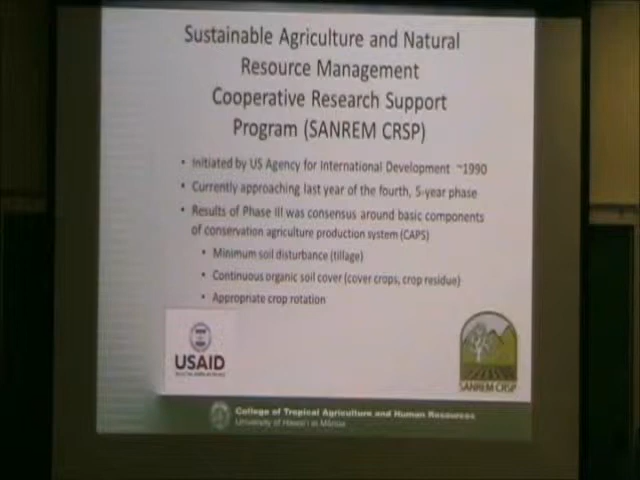 Sustainable Agriculture and Natural
Resource Management
Cooperative Research Support
Program (SANREM CRSP)
• Initiated by US Agency for International Development ~1990
• Currently approaching last year of the fourth, 5-year phase
• Results of Phase III was consensus around basic components
of conservation agriculture production system (CAPS)
• Minimum soil disturbance (tillage)
• Continuous organic soil cover (cover crops, crop residue)
• Appropriate crop rotation
USAID
SANREM CRSP
College of Tropical Agriculture and Human Resources
University of Hawai'i at Mānoa